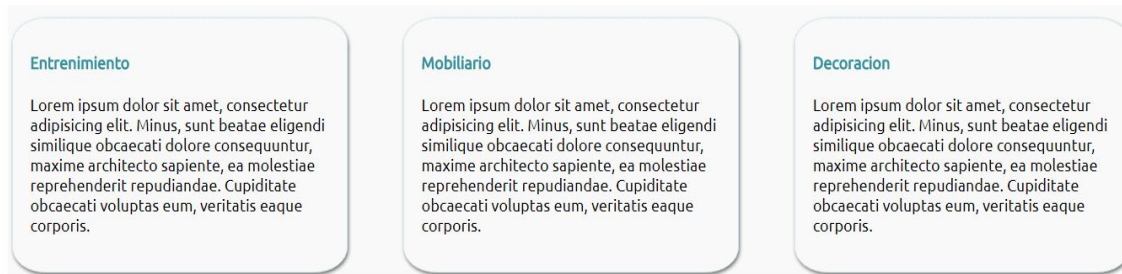 Entrenimiento
Lorem ipsum dolor sit amet, consectetur
adipisicing elit. Minus, sunt beatae eligendi
similique obcaecati dolore consequuntur,
maxime architecto sapiente, ea molestiae
reprehenderit repudiandae. Cupiditate
obcaecati voluptas eum, veritatis eaque
corporis.
Mobiliario
Lorem ipsum dolor sit amet, consectetur
adipisicing elit. Minus, sunt beatae eligendi
similique obcaecati dolore consequuntur,
maxime architecto sapiente, ea molestiae
reprehenderit repudiandae. Cupiditate
obcaecati voluptas eum, veritatis eaque
corporis.
Decoracion
Lorem ipsum dolor sit amet, consectetur
adipisicing elit. Minus, sunt beatae eligendi
similique obcaecati dolore consequuntur,
maxime architecto sapiente, ea molestiae
reprehenderit repudiandae. Cupiditate
obcaecati voluptas eum, veritatis eaque
corporis.